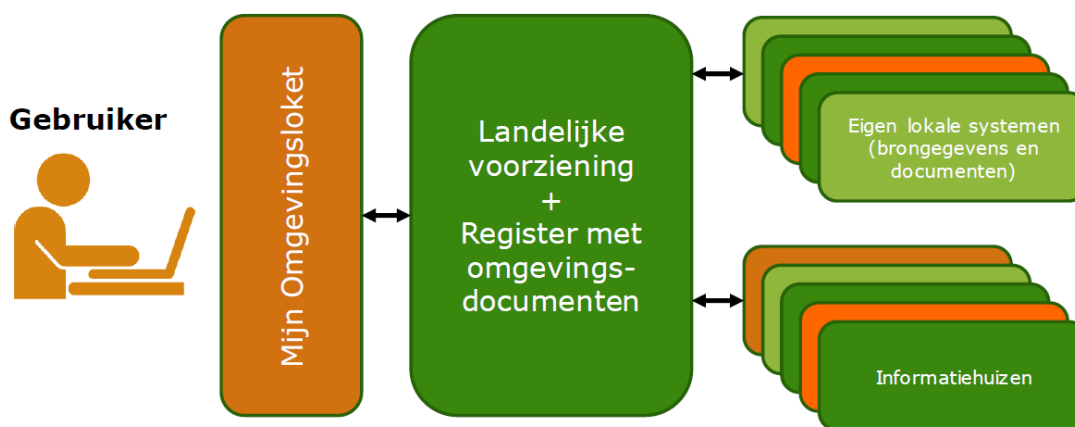 Gebruiker
Mijn Omgevingsloket
Landelijke
voorziening
+
Register met
omgevings-
documenten
Eigen lokale systemen
(brongegevens en
documenten)
Informatiehuizen